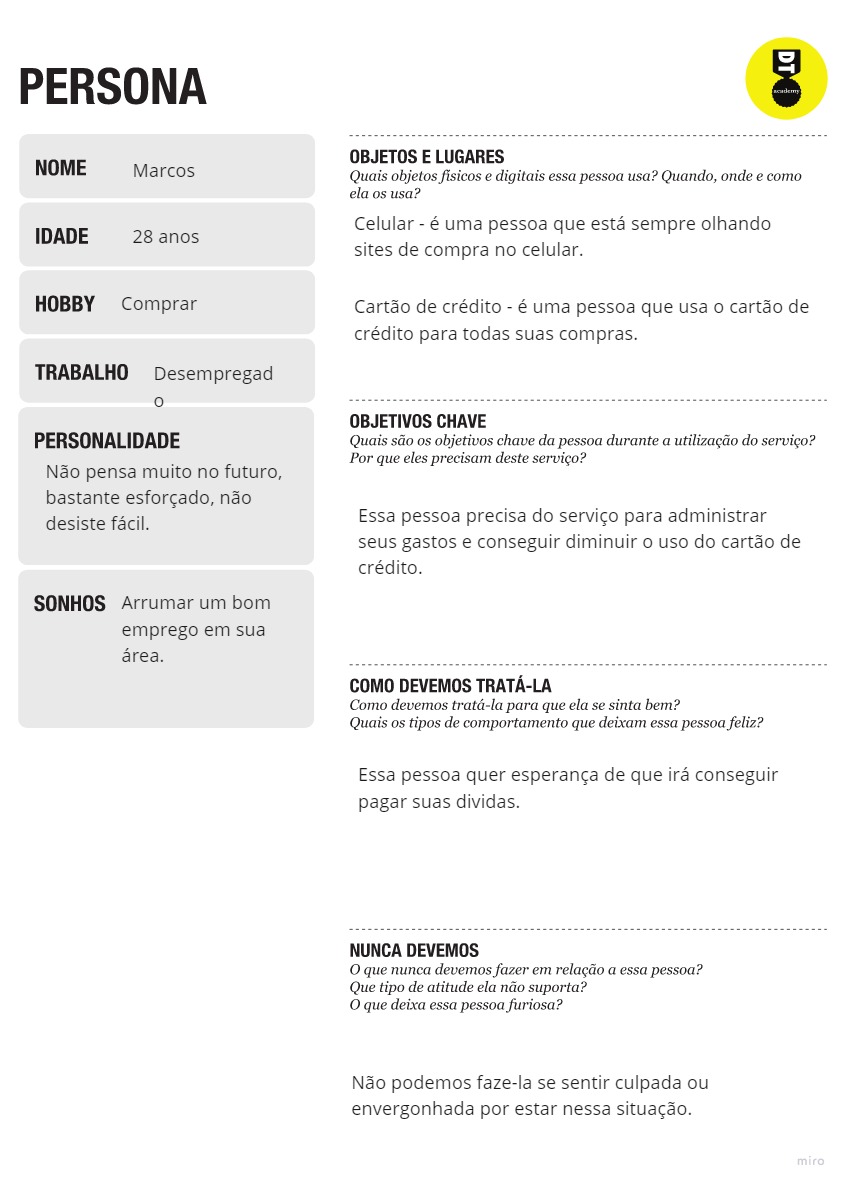 PERSONA
DT
academy
NOME
Marcos
IDADE
28 anos
HOBBY
Comprar
TRABALHO
Desempregad
o
PERSONALIDADE
Não pensa muito no futuro,
bastante esforçado, não
desiste fácil.
SONHOS
Arrumar um bom
emprego em sua
área.
OBJETOS E LUGARES
Quais objetos físicos e digitais essa pessoa usa? Quando, onde e como
ela os usa?
Celular - é uma pessoa que está sempre olhando
sites de compra no celular.
Cartão de crédito - é uma pessoa que usa o cartão de
crédito para todas suas compras.
OBJETIVOS CHAVE
Quais são os objetivos chave da pessoa durante a utilização do serviço?
Por que eles precisam deste serviço?
Essa pessoa precisa do serviço para administrar
seus gastos e conseguir diminuir o uso do cartão de
crédito.
COMO DEVEMOS TRATÁ-LA
Como devemos tratá-la para que ela se sinta bem?
Quais os tipos de comportamento que deixam essa pessoa feliz?
Essa pessoa quer esperança de que irá conseguir
pagar suas dividas.
NUNCA DEVEMOS
O que nunca devemos fazer em relação a essa pessoa?
Que tipo de atitude ela não suporta?
O que deixa essa pessoa furiosa?
Não podemos faze-la se sentir culpada ou
envergonhada por estar nessa situação.
miro